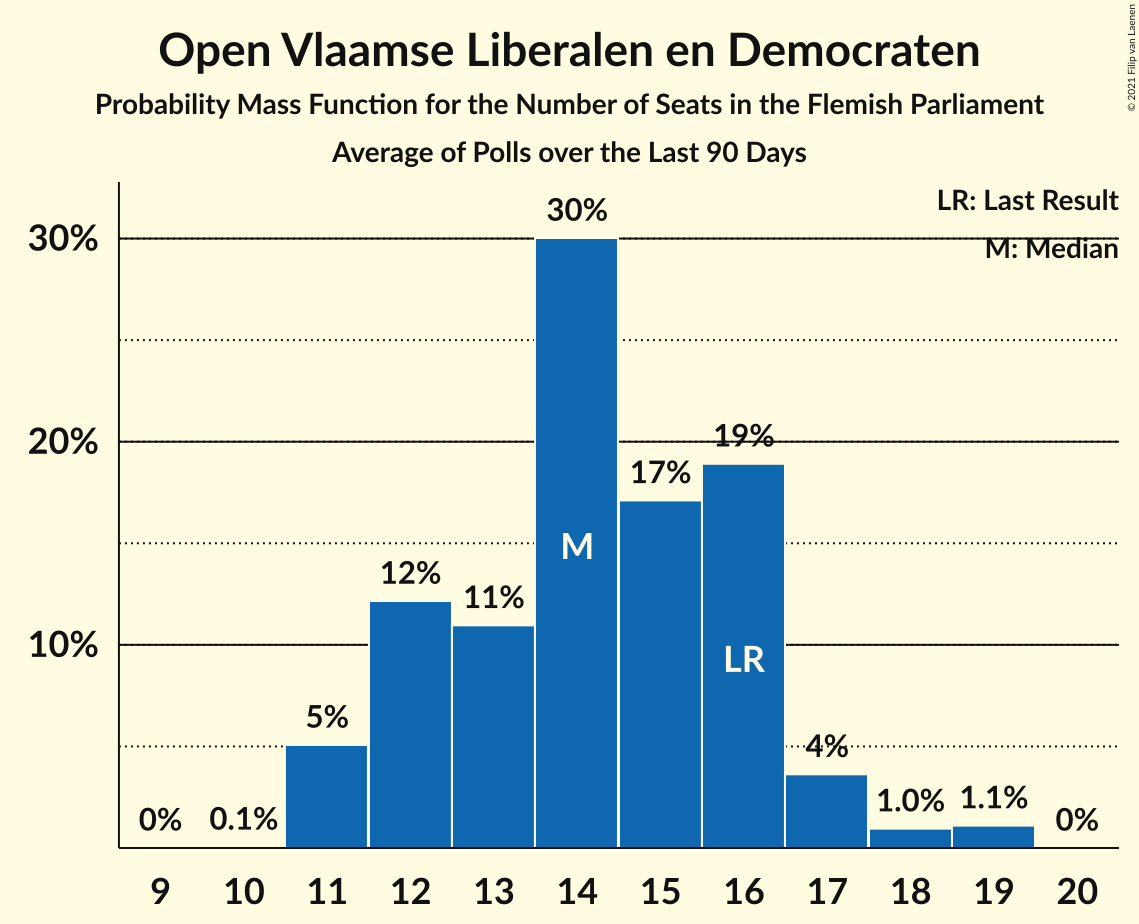 Open Vlaamse Liberalen en Democraten
Probability Mass Function for the Number of Seats in the Flemish Parliament
Average of Polls over the Last 90 Days
© 2021 Filip van Laenen
LR: Last Result
M: Median
30%
20%
10%
0%
0.1%
5%
12%
11%
30%
17%
19%
4%
1.0%
1.1%
0%
M
LR
9 10 11 12 13 14 15 16 17 18 19 20